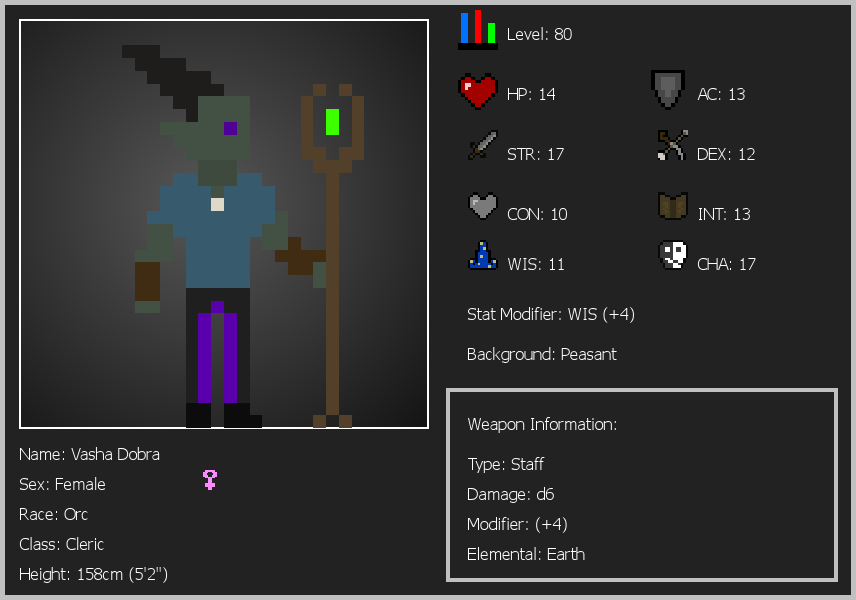 Level: 80
HP: 14
AC: 13
STR: 17
DEX: 12
CON: 10
INT: 13
WIS: 11
CHA: 17
Stat Modifier: WIS (+4)
Background: Peasant
Weapon Information:
Type: Staff
Damage: d6
Modifier: (+4)
Elemental: Earth
Name: Vasha Dobra
Sex: Female
Race: Orc
Class: Cleric
Height: 158cm (5'2")